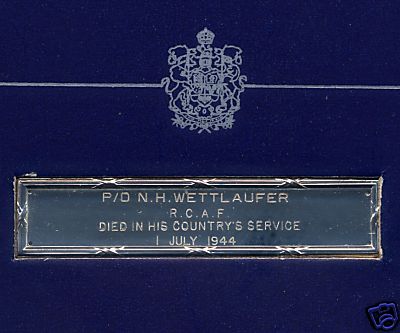 P/O N.H. WETTLAUFER
R.C.A.F.
DIED IN HIS COUNTRY'S SERVICE
1 JULY 1944